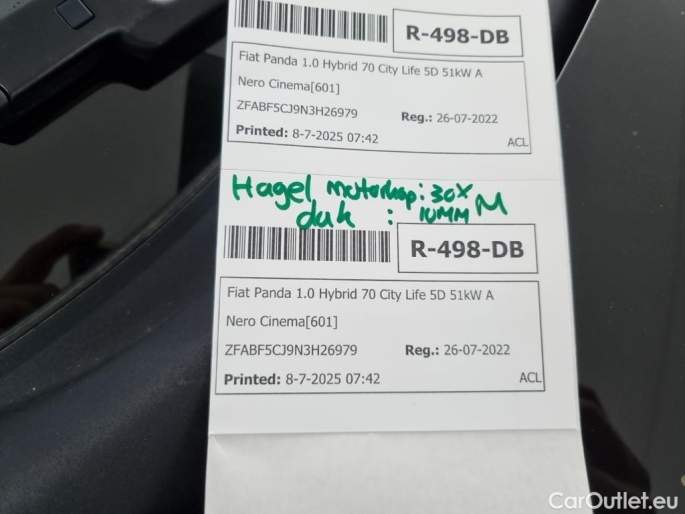 R-498-DB
Fiat Panda 1.0 Hybrid 70 City Life 5D 51kW A
Nero Cinema[601]
ZFABF5CJ9N3H26979 Reg.: 26-07-2022
Printed: 8-7-2025 07:42 ACL
Hagel motorkap: 30x M
dak : 10MM
R-498-DB
Fiat Panda 1.0 Hybrid 70 City Life 5D 51kW A
Nero Cinema[601]
ZFABF5CJ9N3H26979 Reg.: 26-07-2022
Printed: 8-7-2025 07:42 ACL
CarOutlet.eu